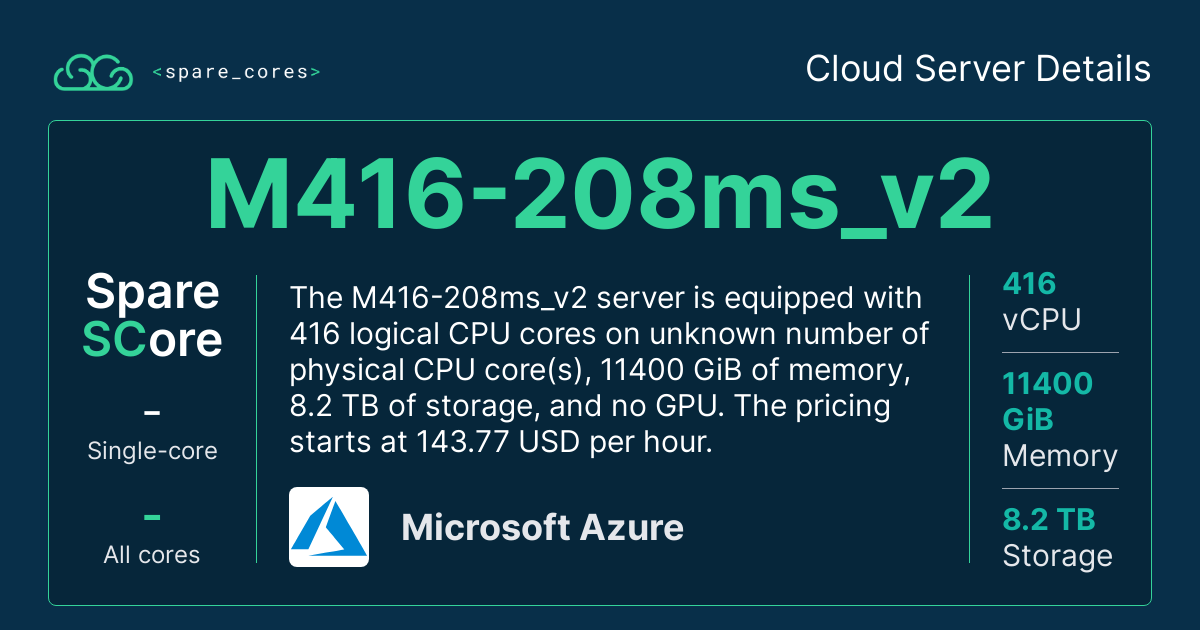 <spare_cores>
Cloud Server Details
M416-208ms_v2
Spare
SCore
–
Single-core
–
All cores
The M416-208ms_v2 server is equipped with
416 logical CPU cores on unknown number of
physical CPU core(s), 11400 GiB of memory,
8.2 TB of storage, and no GPU. The pricing
starts at 143.77 USD per hour.
Microsoft Azure
416
vCPU
11400
GiB
Memory
8.2 TB
Storage